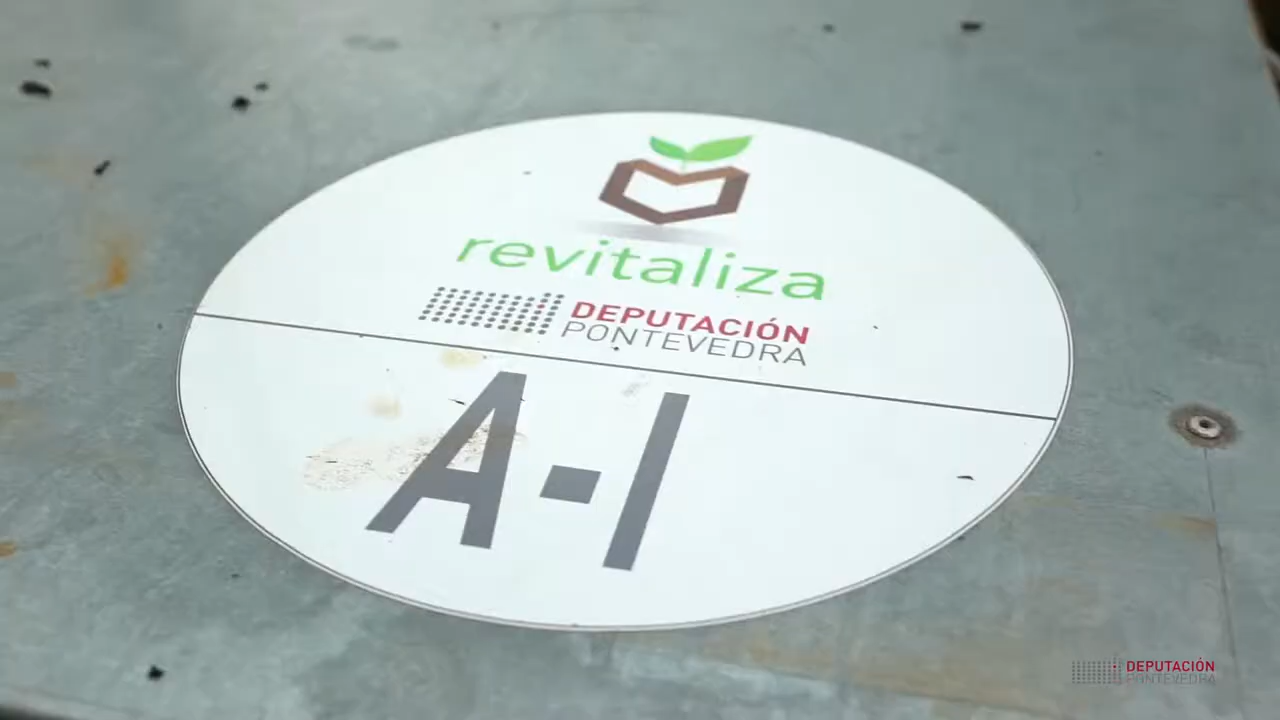 revitaliza
DEPUTACIÓN
PONTEVEDRA
A-I
DEPUTACIÓN
PONTEVEDRA